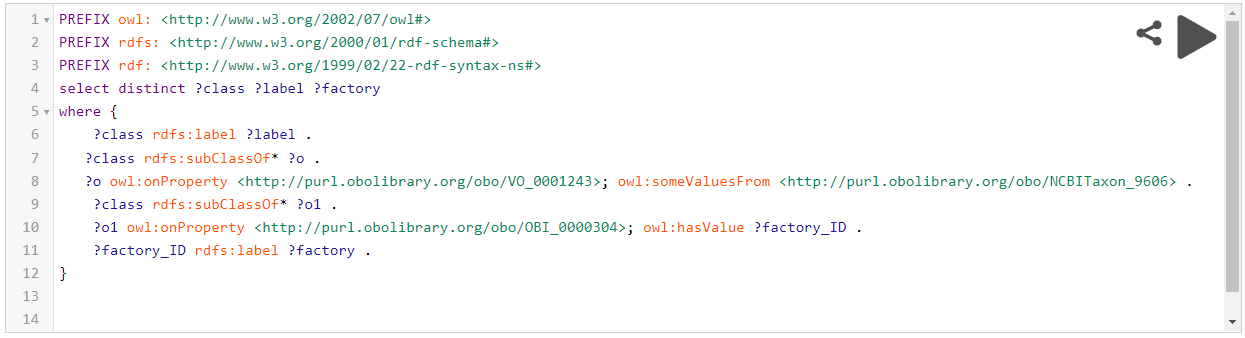 1 PREFIX owl: <http://www.w3.org/2002/07/owl#>
2 PREFIX rdfs: <http://www.w3.org/2000/01/rdf-schema#>
3 PREFIX rdf: <http://www.w3.org/1999/02/22-rdf-syntax-ns#>
4 select distinct ?class ?label ?factory
5 where {
6 ?class rdfs:label ?label .
7 ?class rdfs:subClassOf* ?o .
8 ?o owl:onProperty <http://purl.obolibrary.org/obo/VO_0001243>; owl:someValuesFrom <http://purl.obolibrary.org/obo/NCBITaxon_9606> .
9 ?class rdfs:subClassOf* ?o1 .
10 ?o1 owl:onProperty <http://purl.obolibrary.org/obo/OBI_0000304>; owl:hasValue ?factory_ID .
11 ?factory_ID rdfs:label ?factory .
12 }
13
14